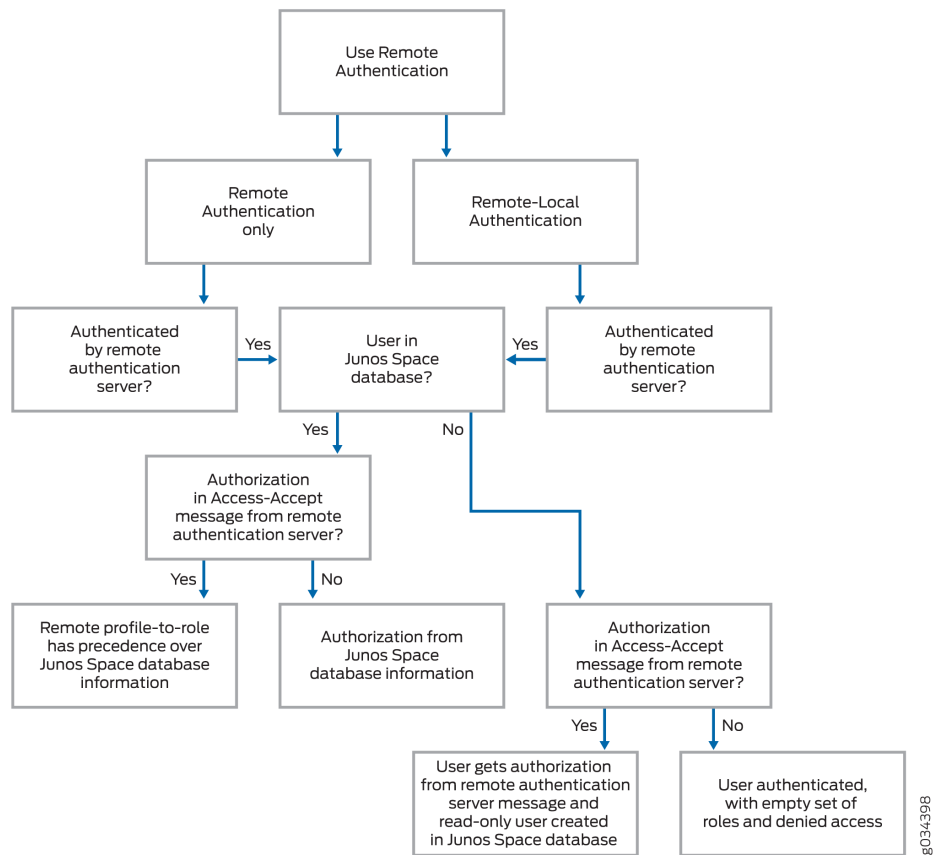 Use Remote
Authentication
Remote
Authentication
only
Remote-Local
Authentication
Authenticated
by remote
authentication
server?
Yes
User in
Junos Space
database?
Yes
Authenticated
by remote
authentication
server?
Yes
No
Authorization
in Access-Accept
message from remote
authentication server?
Yes
No
Remote profile-to-role
has precedence over
Junos Space database
information
Authorization from
Junos Space
database information
Authorization
in Access-Accept
message from remote
authentication server?
Yes
No
User gets authorization
from remote authentication
server message and
read-only user created
in Junos Space database
User authenticated,
with empty set of
roles and denied access
g034398